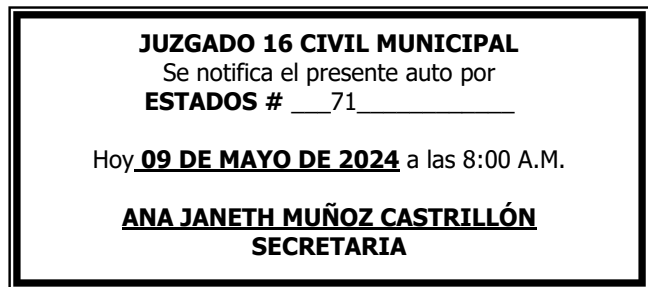 JUZGADO 16 CIVIL MUNICIPAL
Se notifica el presente auto por
ESTADOS # ___71____________
Hoy 09 DE MAYO DE 2024 a las 8:00 A.M.
ANA JANETH MUÑOZ CASTRILLÓN
SECRETARIA